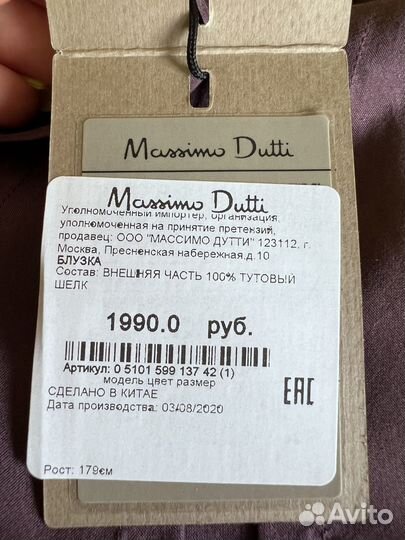 Massimo Dutti
Massimo Dutti
Уполномоченный импортер, организация,
уполномоченная на принятие претензий,
продавец: ООО "МАССИМО ДУТТИ" 123112, г.
Москва, Пресненская набережная,д.10
БЛУЗКА
Состав: ВНЕШНЯЯ ЧАСТЬ 100% ТУТОВЫЙ
ШЕЛК
1990.0 руб.
Артикул: 0 5101 599 137 42 (1)
модель цвет размер
СДЕЛАНО В КИТАЕ
Дата производства: 03/08/2020
EAC
Рост: 179см
Avito